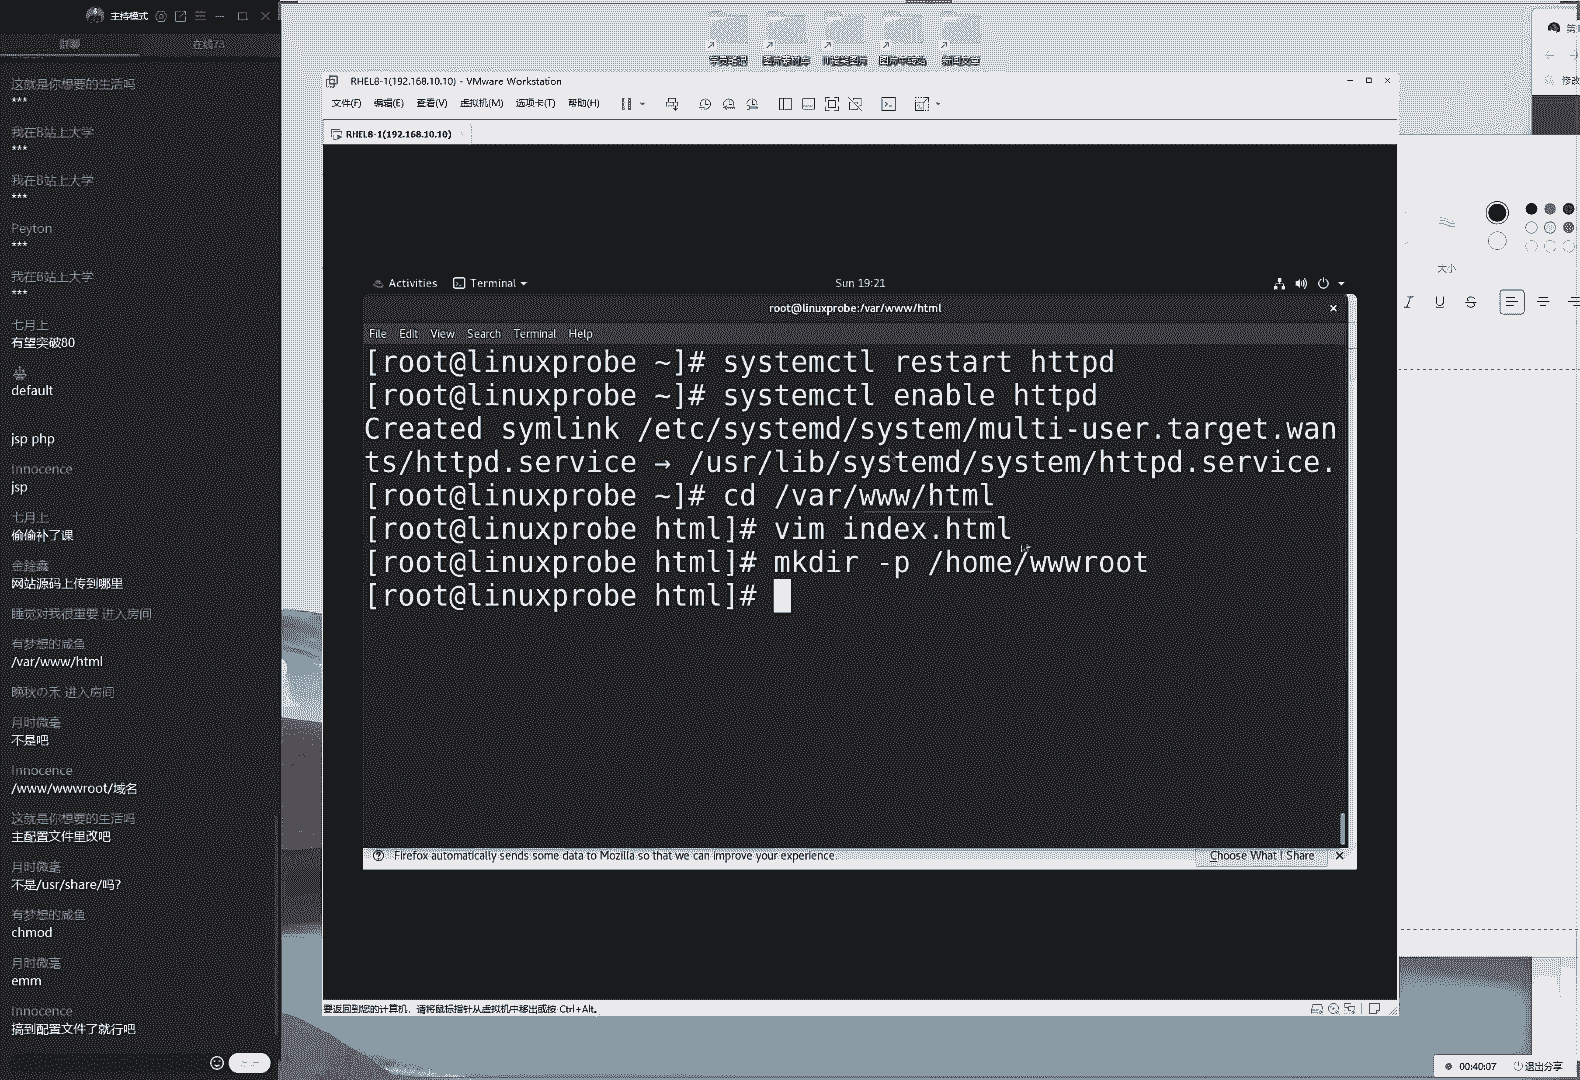 主持模式
群聊
在线73
这就是你想要的生活吗
***
我在B站上大学
***
我在B站上大学
***
Peyton
***
我在B站上大学
***
七月上
有望突破80
default
jsp php
Innocence
jsp
七月上
偷偷补了课
网站源码上传到哪里
睡觉对我很重要 进入房间
有梦想的咸鱼
/var/www/html
晚秋の禾 进入房间
月时微毫
不是吧
Innocence
/www/wwwroot/域名
这就是你想要的生活吗
主配置文件里改吧
月时微毫
不是/usr/share/吗?
有梦想的咸鱼
chmod
月时微毫
emm
Innocence
搞到配置文件了就行吧
RHEL8-1(192.168.10.10) - VMware Workstation
文件(F) 编辑(E) 查看(V) 虚拟机(M) 选项卡(T) 帮助(H)
RHEL8-1(192.168.10.10)
Activities Terminal Sun 19:21
root@linuxprobe:/var/www/html
File Edit View Search Terminal Help
[root@linuxprobe ~]# systemctl restart httpd
[root@linuxprobe ~]# systemctl enable httpd
Created symlink /etc/systemd/system/multi-user.target.wan
ts/httpd.service → /usr/lib/systemd/system/httpd.service.
[root@linuxprobe ~]# cd /var/www/html
[root@linuxprobe html]# vim index.html
[root@linuxprobe html]# mkdir -p /home/wwwroot
[root@linuxprobe html]#
Firefox automatically sends some data to Mozilla so that we can improve your experience.
Choose What I Share
要返回到您的计算机，请将鼠标指针从虚拟机中移出或按 Ctrl+Alt。
修改
大小
00:40:07
退出分享